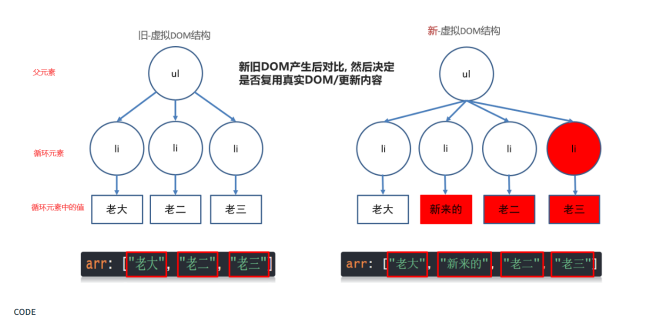 旧-虚拟DOM结构
新-虚拟DOM结构
新旧DOM产生后对比, 然后决定
是否复用真实DOM/更新内容
父元素
ul
ul
循环元素
li
li
li
li
li
li
li
循环元素中的值
老大
老二
老三
老大
新来的
老二
老三
arr: ["老大", "老二", "老三"]
arr: ["老大", "新来的", "老二", "老三"]
CODE